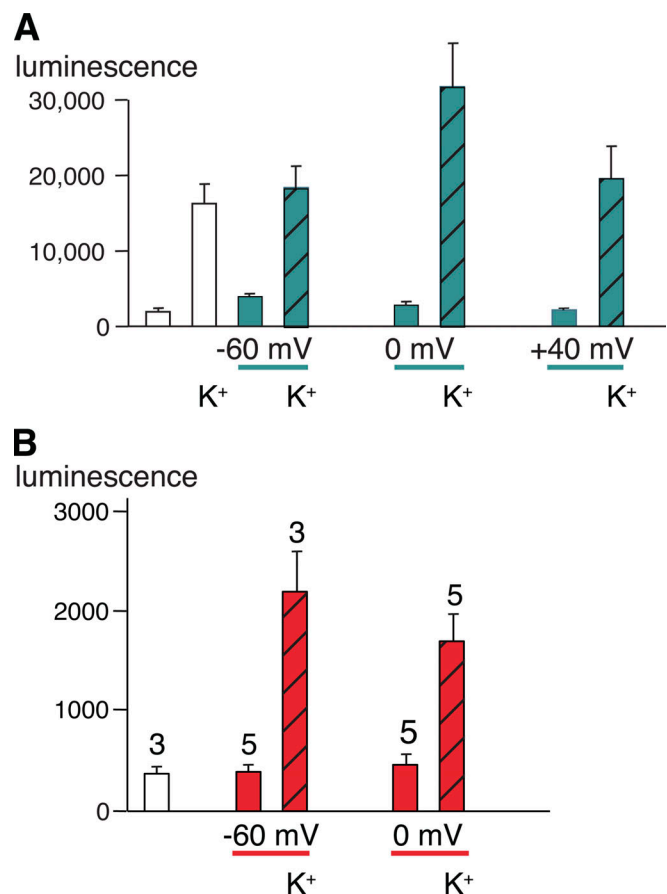 A
luminescence
30,000
20,000
10,000
0
-60 mV 0 mV +40 mV
K⁺ K⁺ K⁺ K⁺
B
luminescence
3000
3
2000
5
1000
3 5 5
0
-60 mV 0 mV
K⁺ K⁺